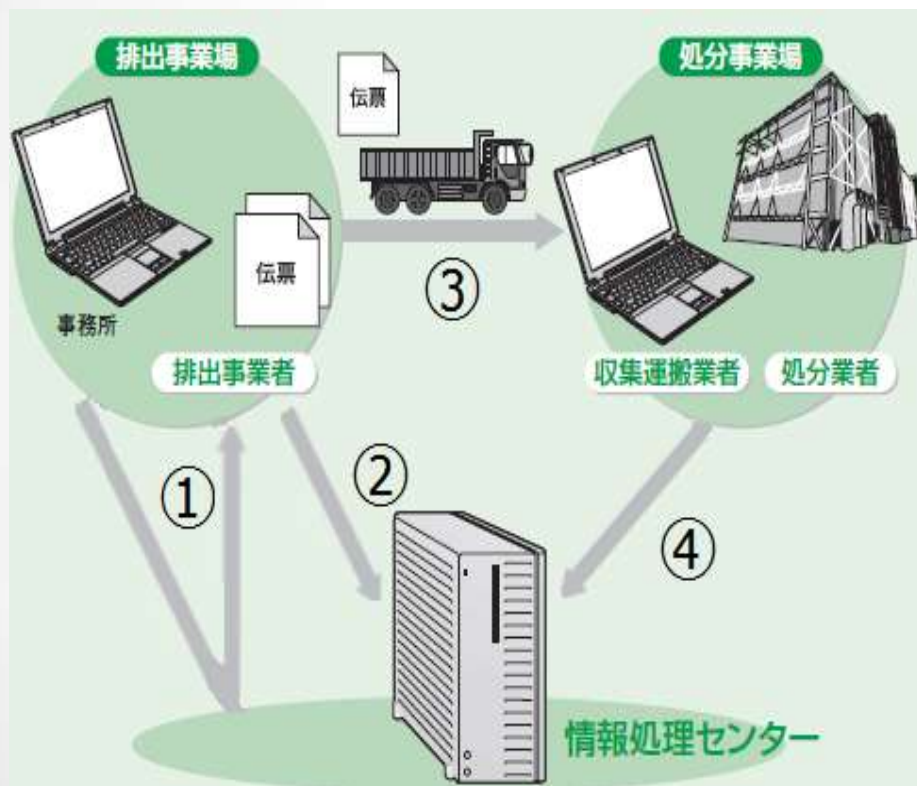 排出事業場
伝票
処分事業場
伝票
事務所
排出事業者
③
収集運搬業者
処分業者
①
②
④
情報処理センター